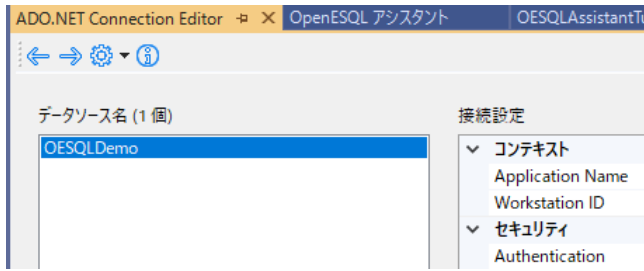 ADO.NET Connection Editor
OpenESQL アシスタント
OESQLAssistantTu
データソース名 (1 個)
接続設定
OESQLDemo
コンテキスト
Application Name
Workstation ID
セキュリティ
Authentication